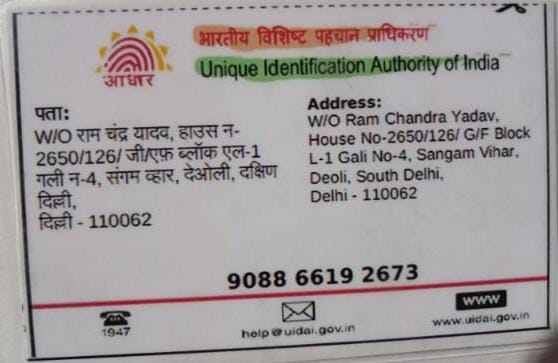 भारतीय विशिष्ट पहचान प्राधिकरण
Unique Identification Authority of India
आधार
पता:
W/O राम चंद्र यादव, हाउस न-
2650/126/ जी/एफ़ ब्लॉक एल-1
गली न-4, संगम व्हार, देओली, दक्षिण
दिल्ली,
दिल्ली - 110062
Address:
W/O Ram Chandra Yadav,
House No-2650/126/ G/F Block
L-1 Gali No-4, Sangam Vihar,
Deoli, South Delhi,
Delhi - 110062
9088 6619 2673
1947
help@uidai.gov.in
www
www.uidai.gov.in